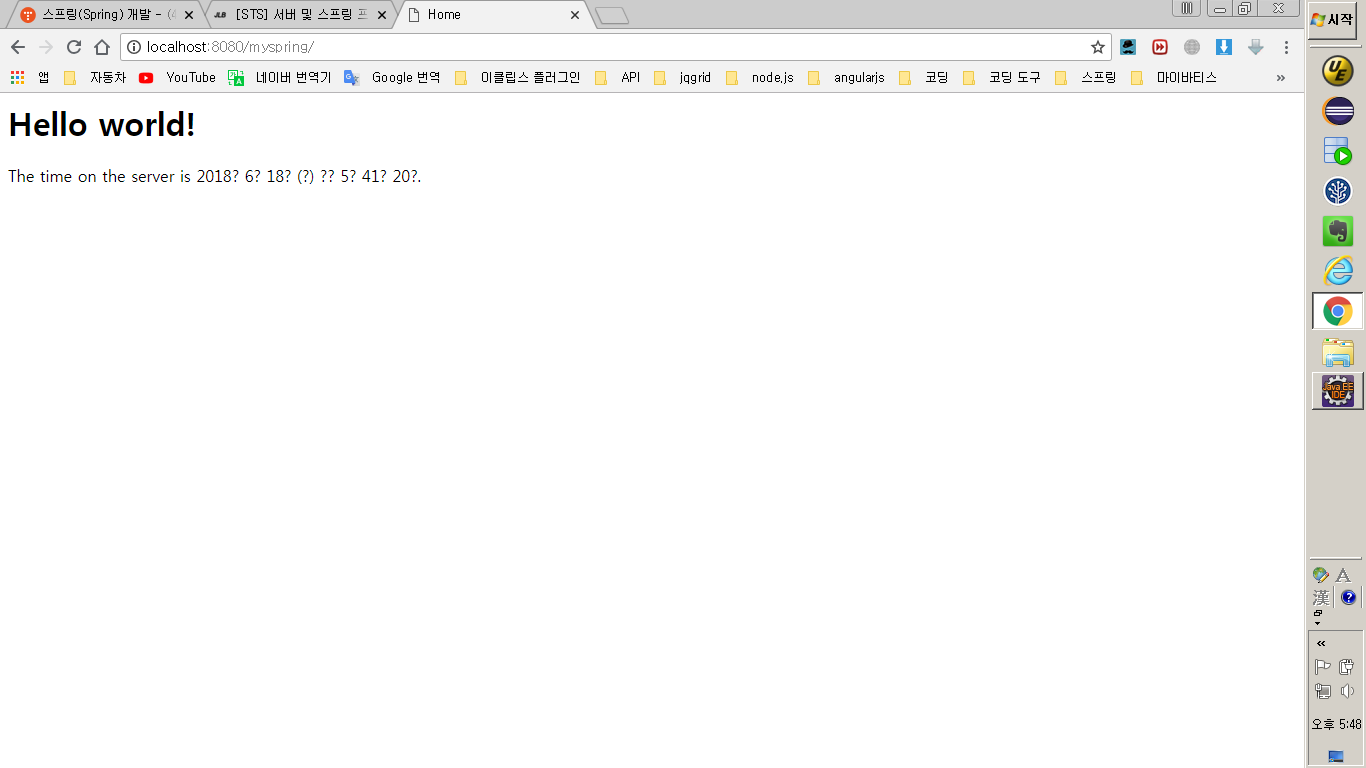 스프링(Spring) 개발 - (4
[STS] 서버 및 스프링 프
Home
localhost:8080/myspring/
앱 자동차 YouTube 네이버 번역기 Google 번역 이클립스 플러그인 API jqgrid node.js angularjs 코딩 코딩 도구 스프링 마이바티스 »
Hello world!
The time on the server is 2018? 6? 18? (?) ?? 5? 41? 20?.
시작
UE
Java EE
IDE
A
漢
오후 5:48